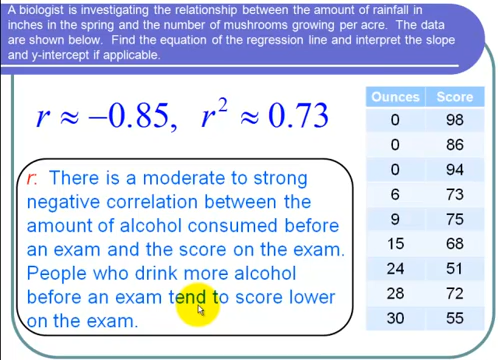 A biologist is investigating the relationship between the amount of rainfall in
inches in the spring and the number of mushrooms growing per acre. The data
are shown below. Find the equation of the regression line and interpret the slope
and y-intercept if applicable.
r ≈ −0.85, r² ≈ 0.73
r: There is a moderate to strong
negative correlation between the
amount of alcohol consumed before
an exam and the score on the exam.
People who drink more alcohol
before an exam tend to score lower
on the exam.
Ounces Score
0 98
0 86
0 94
6 73
9 75
15 68
24 51
28 72
30 55